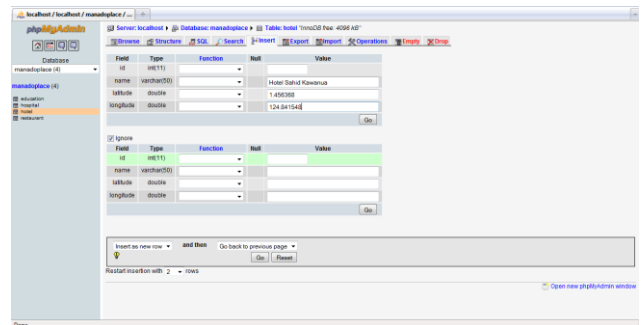 localhost / localhost / manadoplace / ...
phpMyAdmin
Server: localhost Database: manadoplace Table: hotel "InnoDB free: 4096 kB"
Browse Structure SQL Search Insert Export Import Operations Empty Drop
Database
manadoplace (4)
manadoplace (4)
education
hospital
hotel
restaurant
Field Type Function Null Value
id int(11)
name varchar(50) Hotel Sahid Kawanua
latitude double 1.456368
longitude double 124.841548
Go
Ignore
Field Type Function Null Value
id int(11)
name varchar(50)
latitude double
longitude double
Go
Insert as new row and then Go back to previous page
Go Reset
Restart insertion with 2 rows
Open new phpMyAdmin window
Done